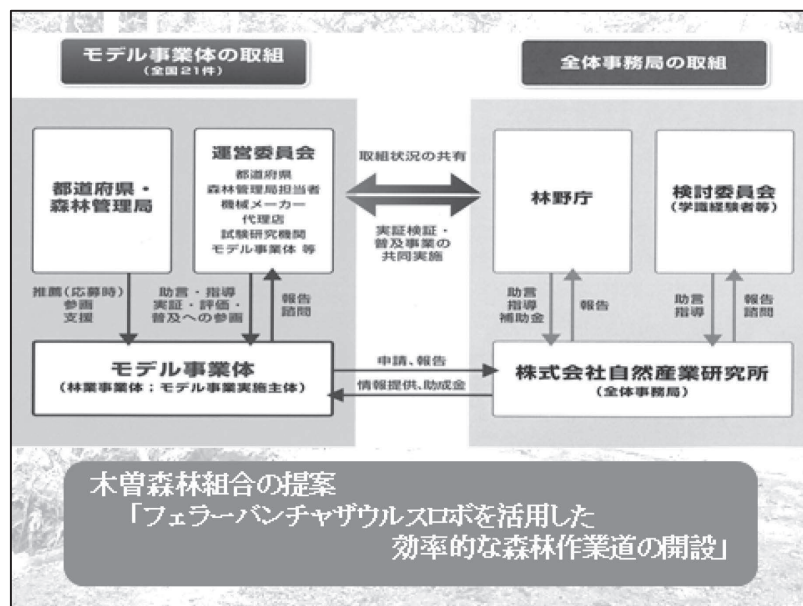 モデル事業体の取組
(全国21件)
全体事務局の取組
都道府県・
森林管理局
運営委員会
都道府県
森林管理局担当者
機械メーカー
代理店
試験研究機関
モデル事業体 等
取組状況の共有
実証検証・
普及事業の
共同実施
林野庁
検討委員会
(学識経験者等)
推薦(応募時)
参画
支援
助言・指導
実証・評価・
普及への参画
報告
諮問
助言
指導
補助金
報告
助言
指導
報告
諮問
モデル事業体
(林業事業体；モデル事業実施主体)
申請、報告
情報提供、助成金
株式会社自然産業研究所
(全体事務局)
木曽森林組合の提案
「フェラーバンチャザウルスロボを活用した
効率的な森林作業道の開設」